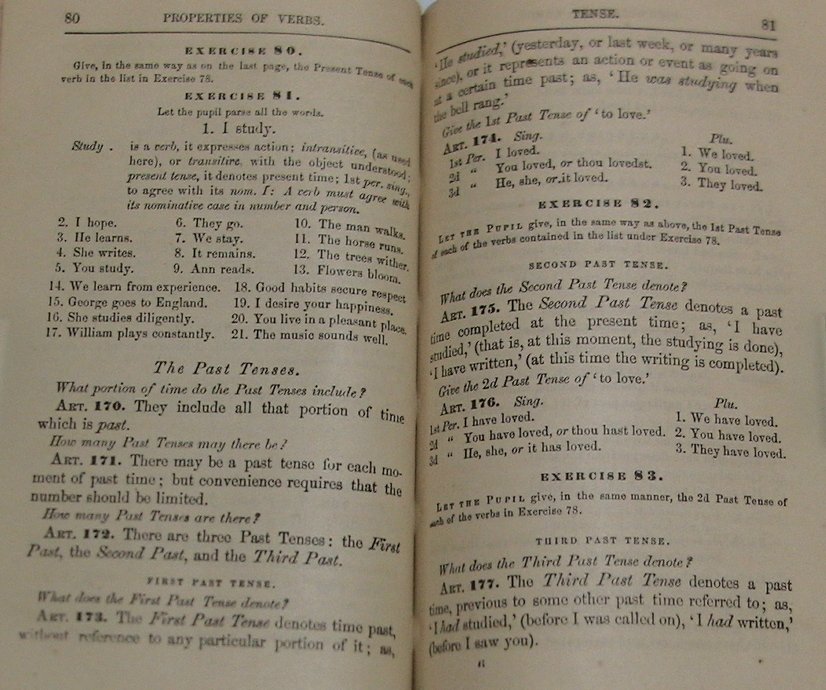 80 PROPERTIES OF VERBS.
EXERCISE 80.
Give, in the same way as on the last page, the Present Tense of each
verb in the list in Exercise 78.
EXERCISE 81.
Let the pupil parse all the words.
1. I study.
Study . is a verb, it expresses action; intransitive, (as used
here), or transitive, with the object understood;
present tense, it denotes present time; 1st per. sing.,
to agree with its nom. I: A verb must agree with
its nominative case in number and person.
2. I hope. 6. They go. 10. The man walks.
3. He learns. 7. We stay. 11. The horse runs.
4. She writes. 8. It remains. 12. The trees wither.
5. You study. 9. Ann reads. 13. Flowers bloom.
14. We learn from experience. 18. Good habits secure respect
15. George goes to England. 19. I desire your happiness.
16. She studies diligently. 20. You live in a pleasant place.
17. William plays constantly. 21. The music sounds well.
The Past Tenses.
What portion of time do the Past Tenses include?
ART. 170. They include all that portion of time
which is past.
How many Past Tenses may there be?
ART. 171. There may be a past tense for each mo-
ment of past time; but convenience requires that the
number should be limited.
How many Past Tenses are there?
ART. 172. There are three Past Tenses: the First
Past, the Second Past, and the Third Past.
FIRST PAST TENSE.
What does the First Past Tense denote?
ART. 173. The First Past Tense denotes time past,
without reference to any particular portion of it; as,
TENSE. 81
'He studied,' (yesterday, or last week, or many years
since), or it represents an action or event as going on
at a certain time past; as, 'He was studying when
the bell rang.'
Give the 1st Past Tense of 'to love.'
ART. 174. Sing. Plu.
1st Per. I loved. 1. We loved.
2d " You loved, or thou lovedst. 2. You loved.
3d " He, she, or it loved. 3. They loved.
EXERCISE 82.
LET THE PUPIL give, in the same way as above, the 1st Past Tense
of each of the verbs contained in the list under Exercise 78.
SECOND PAST TENSE.
What does the Second Past Tense denote?
ART. 175. The Second Past Tense denotes a past
time completed at the present time; as, 'I have
studied,' (that is, at this moment, the studying is done),
'I have written,' (at this time the writing is completed).
Give the 2d Past Tense of 'to love.'
ART. 176. Sing. Plu.
1st Per. I have loved. 1. We have loved.
2d " You have loved, or thou hast loved. 2. You have loved.
3d " He, she, or it has loved. 3. They have loved.
EXERCISE 83.
LET THE PUPIL give, in the same manner, the 2d Past Tense of
each of the verbs in Exercise 78.
THIRD PAST TENSE.
What does the Third Past Tense denote?
ART. 177. The Third Past Tense denotes a past
time, previous to some other past time referred to; as,
'I had studied,' (before I was called on), 'I had written,'
(before I saw you).